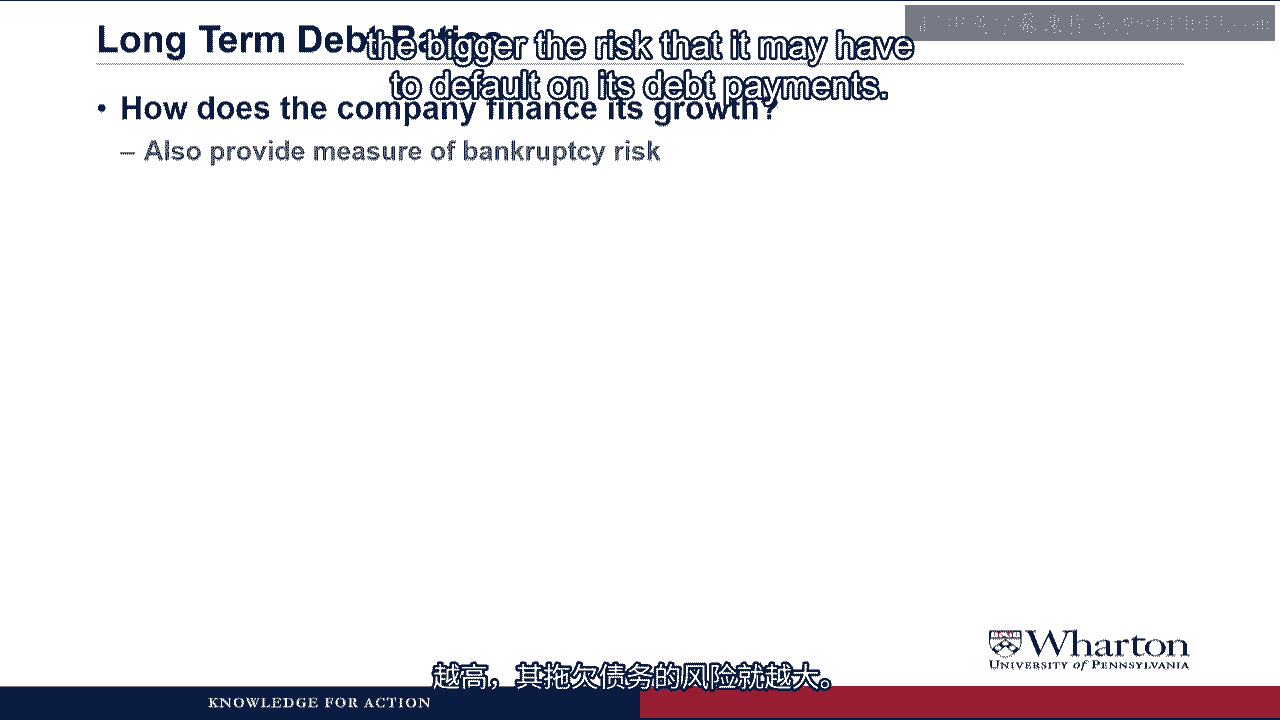 Long Term Debt Ratios
the bigger the risk that it may have
to default on its debt payments.
• How does the company finance its growth?
– Also provide measure of bankruptcy risk
Wharton
UNIVERSITY of PENNSYLVANIA
越高，其拖欠债务的风险就越大。
KNOWLEDGE FOR ACTION